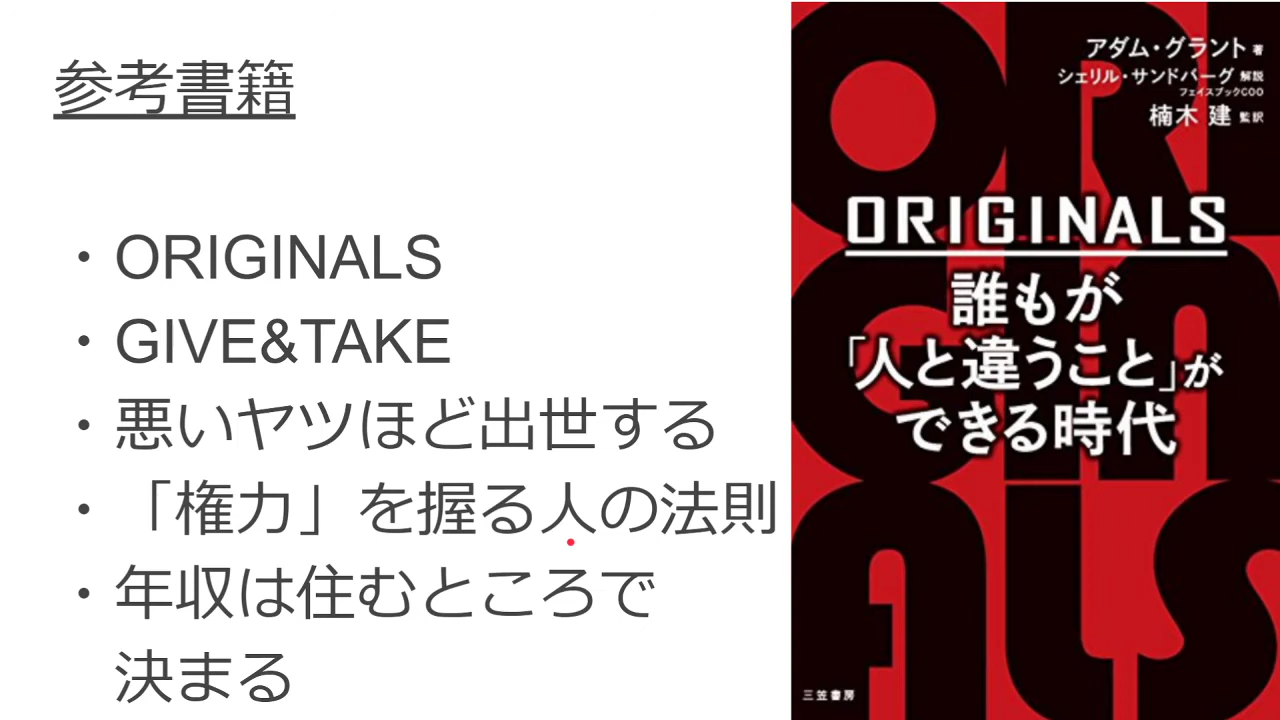 参考書籍
・ORIGINALS
・GIVE&TAKE
・悪いヤツほど出世する
・「権力」を握る人の法則
・年収は住むところで
決まる
アダム・グラント 著
シェリル・サンドバーグ 解説
フェイスブックCOO
楠木 建 監訳
ORIGINALS
誰もが
「人と違うこと」が
できる時代
三笠書房
ORIGINALS